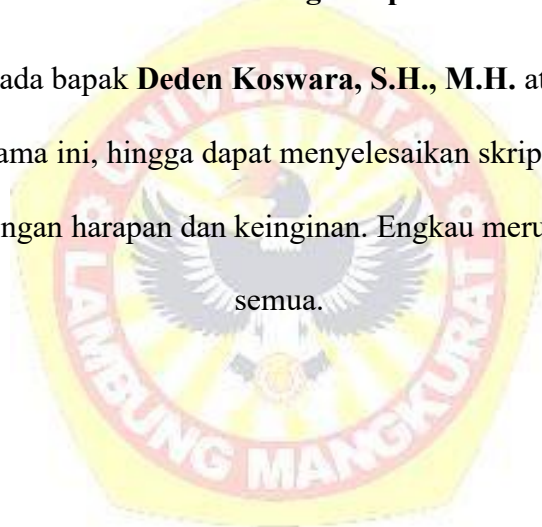 ada bapak Deden Koswara, S.H., M.H. at
ama ini, hingga dapat menyelesaikan skrip
ngan harapan dan keinginan. Engkau meru
semua.
UNIVERSITAS
LAMBUNG MANGKURAT